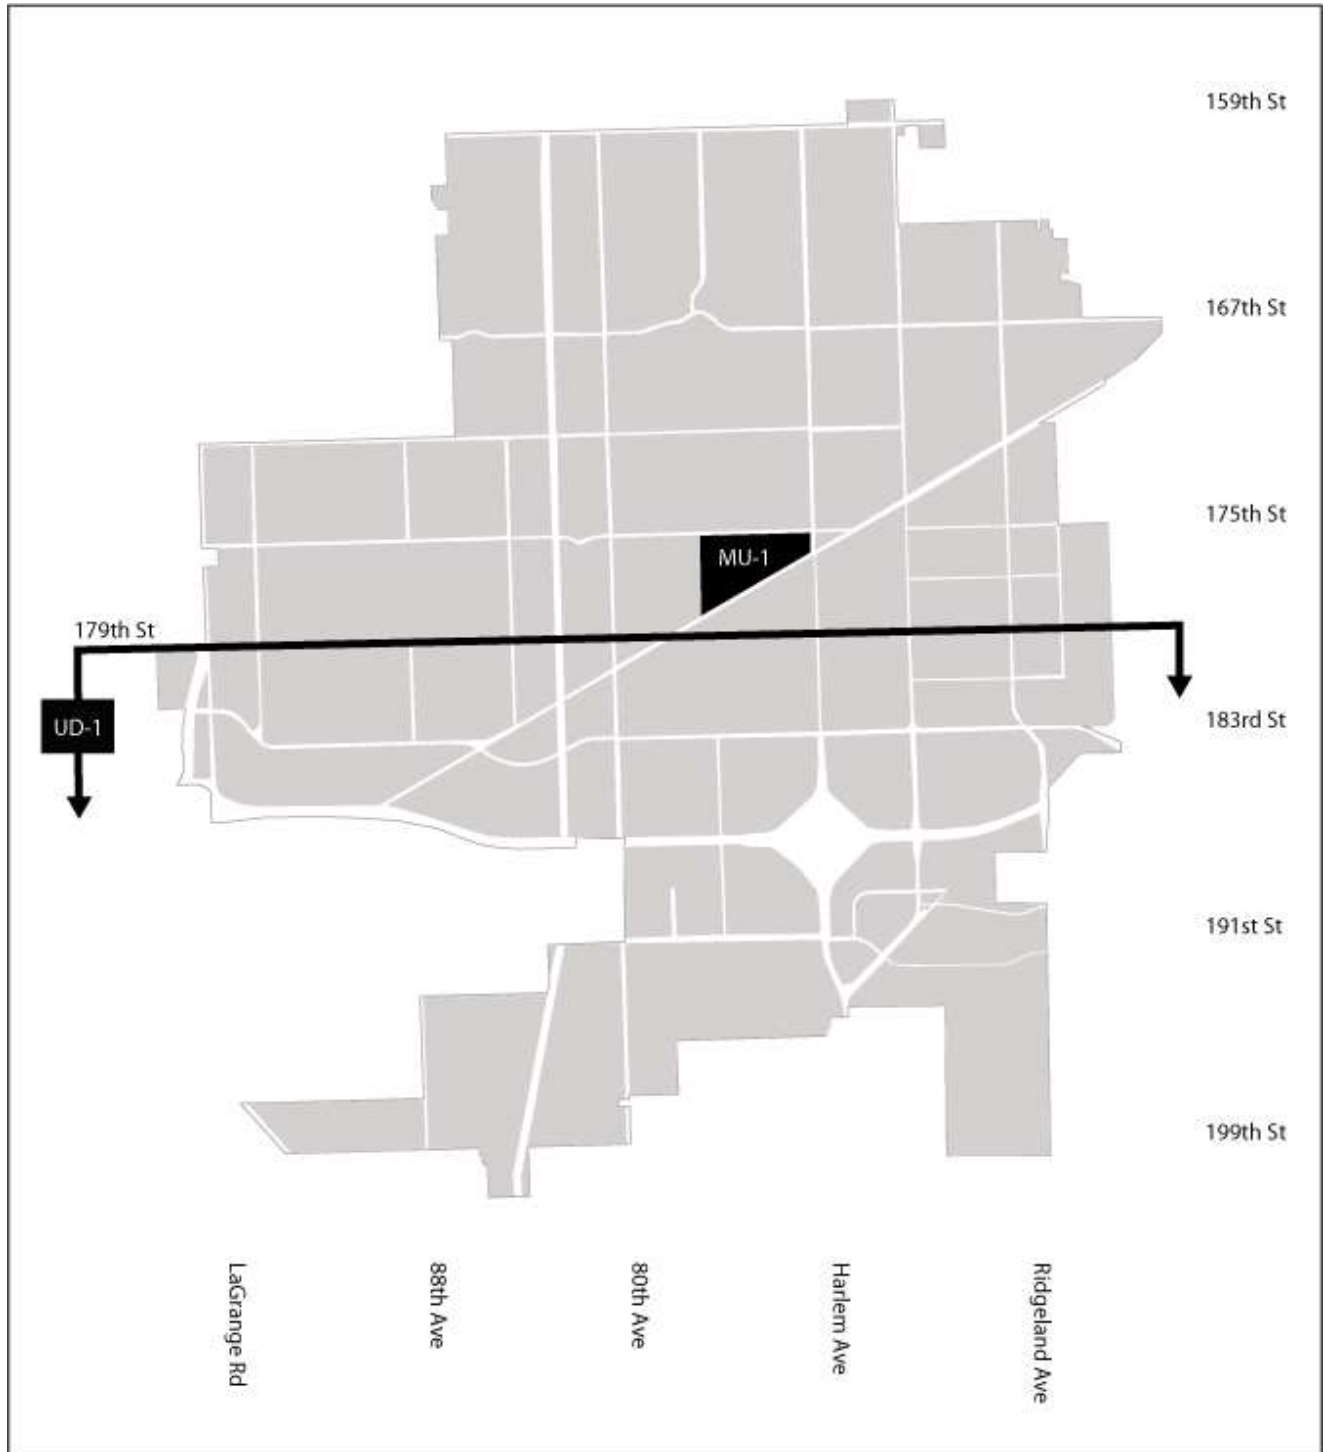 159th St
167th St
175th St
MU-1
179th St
UD-1
183rd St
191st St
199th St
LaGrange Rd
88th Ave
80th Ave
Harlem Ave
Ridgeland Ave